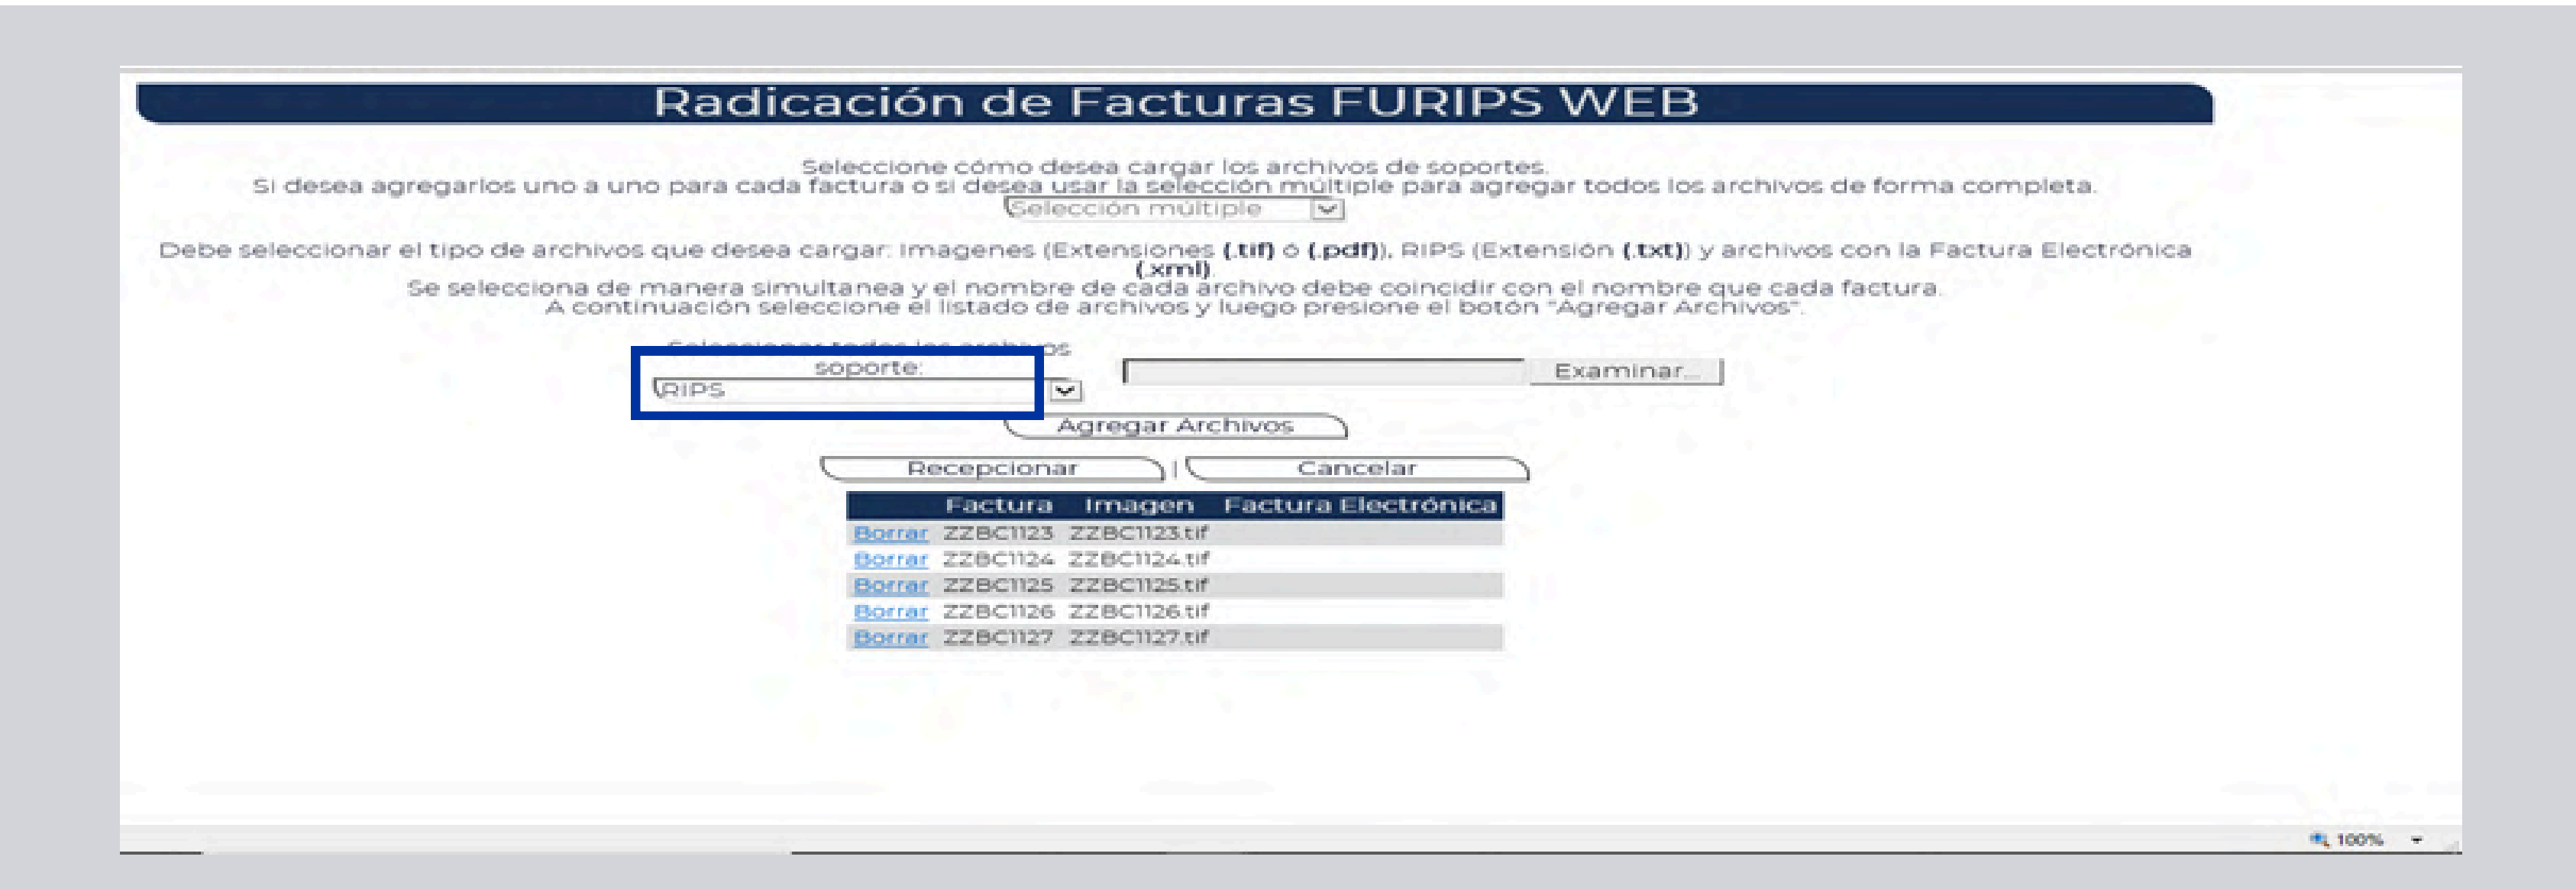 Radicación de Facturas FURIPS WEB
Seleccione cómo desea cargar los archivos de soportes.
Si desea agregarlos uno a uno para cada factura o si desea usar la selección múltiple para agregar todos los archivos de forma completa.
Selección múltiple
Debe seleccionar el tipo de archivos que desea cargar: Imagenes (Extensiones (.tif) ó (.pdf)), RIPS (Extensión (.txt)) y archivos con la Factura Electrónica
(.xml).
Se selecciona de manera simultanea y el nombre de cada archivo debe coincidir con el nombre que cada factura.
A continuación seleccione el listado de archivos y luego presione el botón "Agregar Archivos".
Seleccionar todos los archivos
soporte:
RIPS
Examinar...
Agregar Archivos
Recepcionar | Cancelar
Factura Imagen Factura Electrónica
Borrar ZZBC1123 ZZBC1123.tif
Borrar ZZBC1124 ZZBC1124.tif
Borrar ZZBC1125 ZZBC1125.tif
Borrar ZZBC1126 ZZBC1126.tif
Borrar ZZBC1127 ZZBC1127.tif
100%